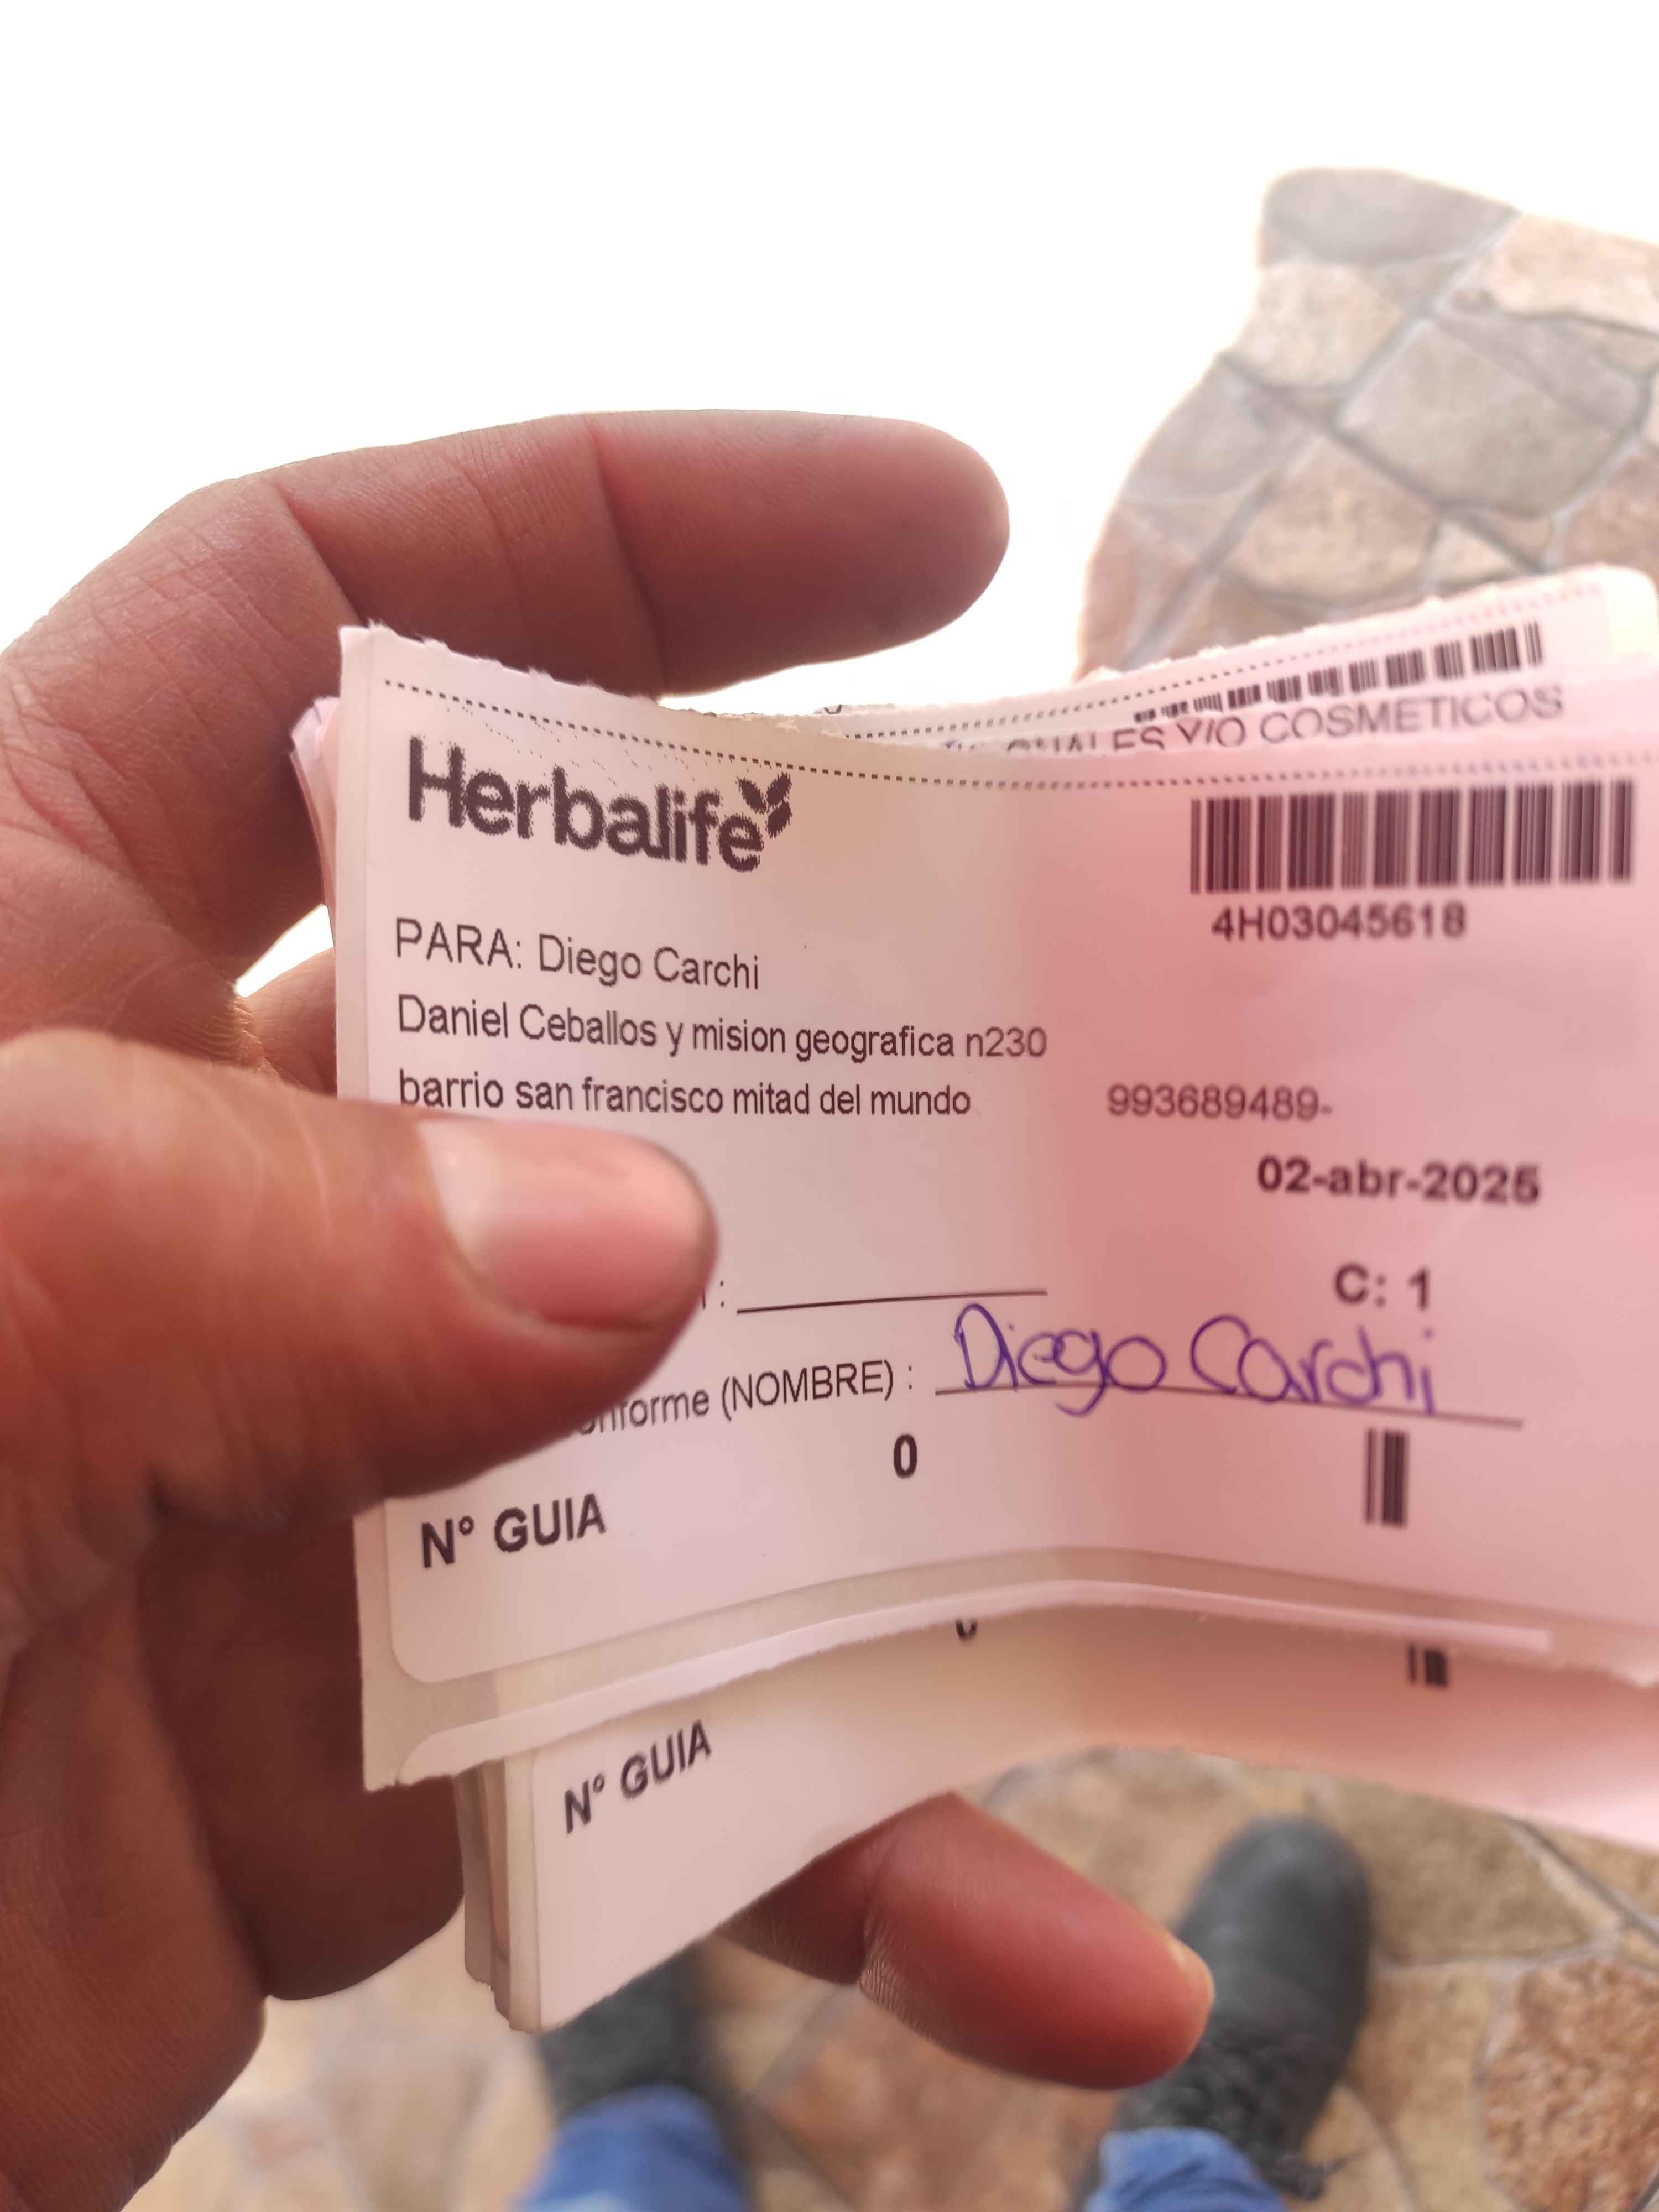 Y/O COSMETICOS
Herbalife
4H03045618
PARA: Diego Carchi
Daniel Ceballos y mision geografica n230
barrio san francisco mitad del mundo
993689489-
02-abr-2025
C: 1
:
(NOMBRE) : Diego Carchi
0
N° GUIA
N° GUIA